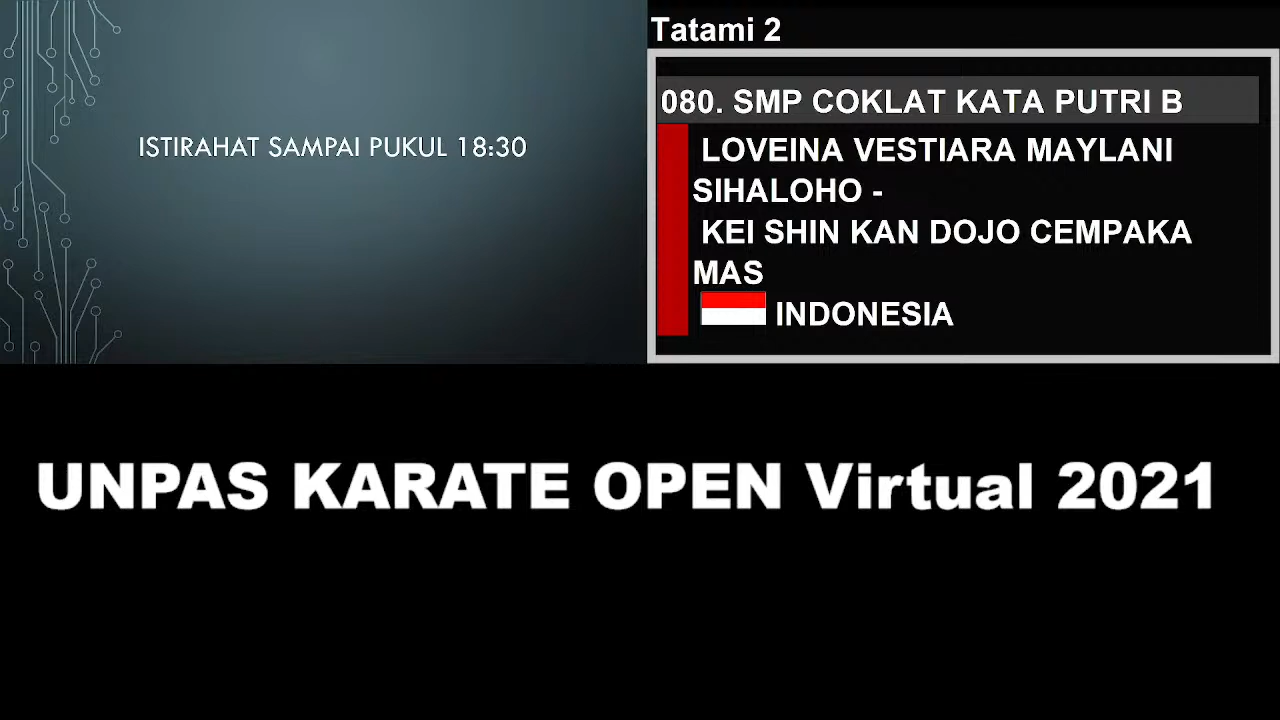 ISTIRAHAT SAMPAI PUKUL 18:30
Tatami 2
080. SMP COKLAT KATA PUTRI B
LOVEINA VESTIARA MAYLANI
SIHALOHO -
KEI SHIN KAN DOJO CEMPAKA
MAS
INDONESIA
UNPAS KARATE OPEN Virtual 2021